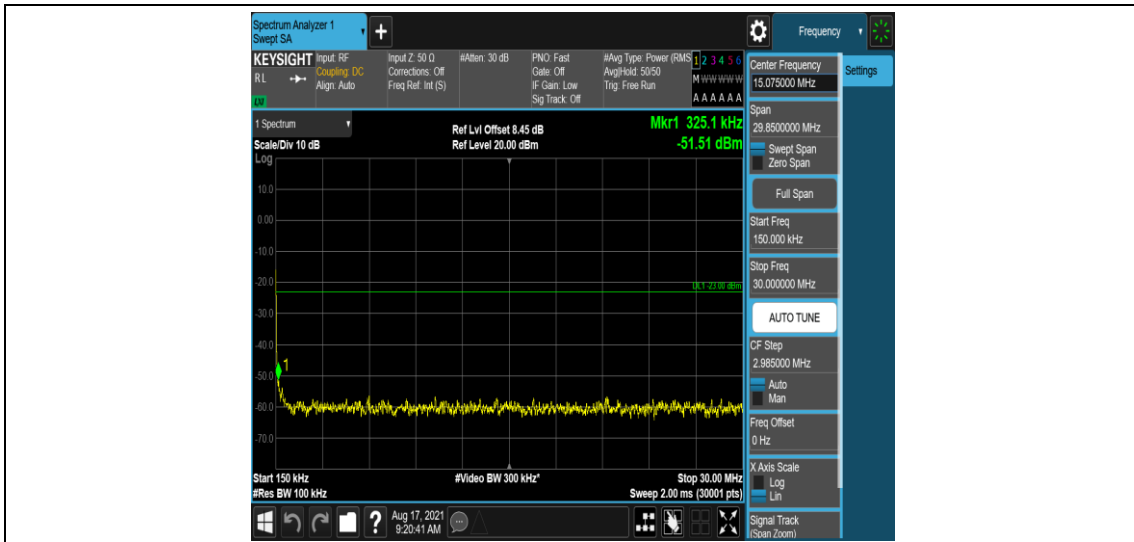 Spectrum Analyzer 1
Swept SA
+
Frequency
KEYSIGHT
RL
LM
Input: RF
Coupling: DC
Align: Auto
Input Z: 50 Ω
Corrections: Off
Freq Ref: Int (S)
#Atten: 30 dB
PNO: Fast
Gate: Off
IF Gain: Low
Sig Track: Off
#Avg Type: Power (RMS
Avg|Hold: 50/50
Trig: Free Run
1 2 3 4 5 6
M W W W W W
A A A A A A
1 Spectrum
Scale/Div 10 dB
Ref Lvl Offset 8.45 dB
Ref Level 20.00 dBm
Mkr1 325.1 kHz
-51.51 dBm
Log
10.0
0.00
-10.0
-20.0
DL1 -23.00 dBm
-30.0
-40.0
1
-50.0
-60.0
-70.0
Start 150 kHz
#Video BW 300 kHz*
Stop 30.00 MHz
#Res BW 100 kHz
Sweep 2.00 ms (30001 pts)
?
Aug 17, 2021
9:20:41 AM
Center Frequency
15.075000 MHz
Settings
Span
29.8500000 MHz
Swept Span
Zero Span
Full Span
Start Freq
150.000 kHz
Stop Freq
30.000000 MHz
AUTO TUNE
CF Step
2.985000 MHz
Auto
Man
Freq Offset
0 Hz
X Axis Scale
Log
Lin
Signal Track
(Span Zoom)